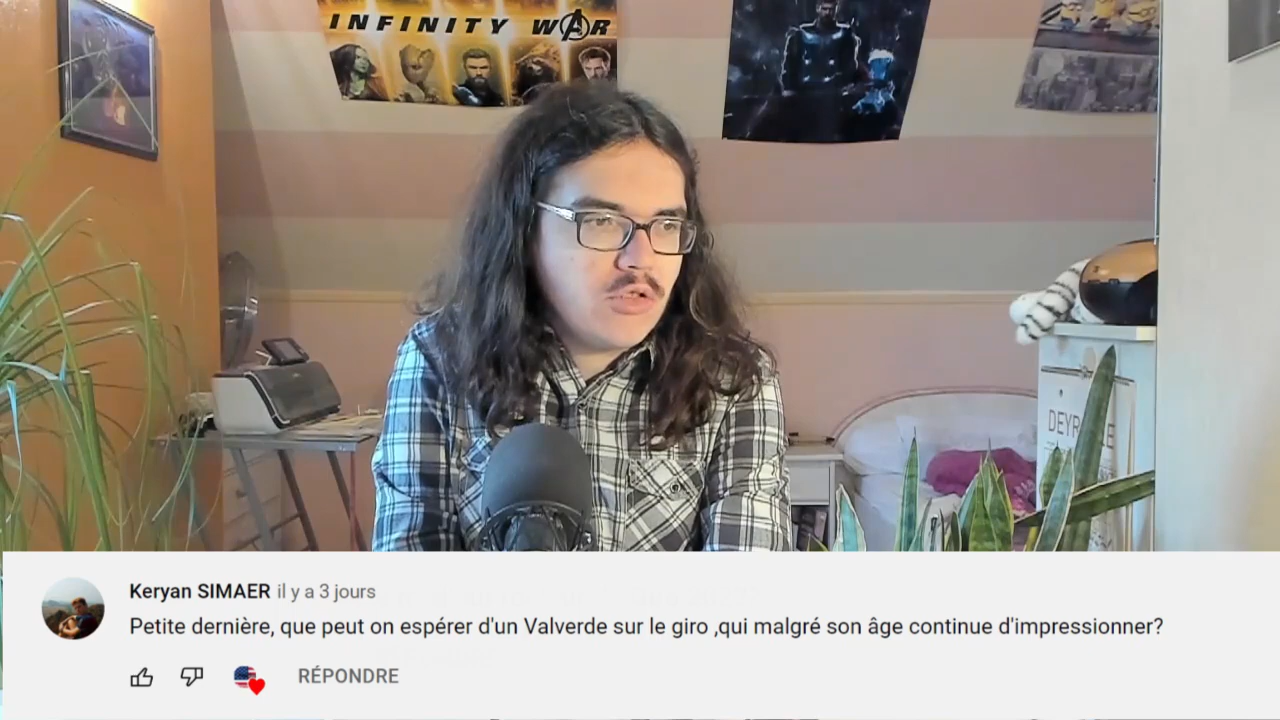 INFINITY WAR
DEYR
Keryan SIMAER il y a 3 jours
Petite dernière, que peut on espérer d'un Valverde sur le giro ,qui malgré son âge continue d'impressionner?
RÉPONDRE